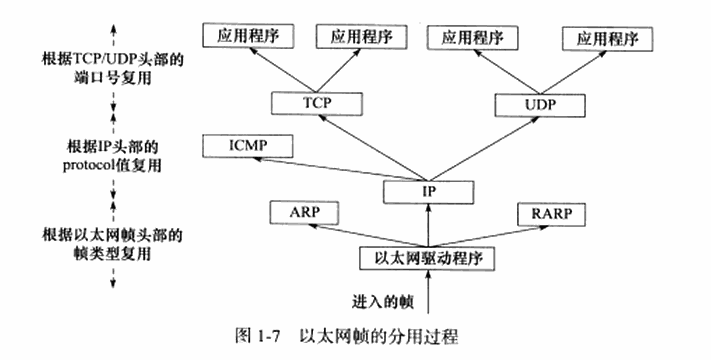 应用程序 应用程序 应用程序 应用程序
根据TCP/UDP头部的
端口号复用
TCP UDP
根据IP头部的
protocol值复用
ICMP
IP
ARP RARP
根据以太网帧头部的
帧类型复用
以太网驱动程序
进入的帧
图 1-7 以太网帧的分用过程